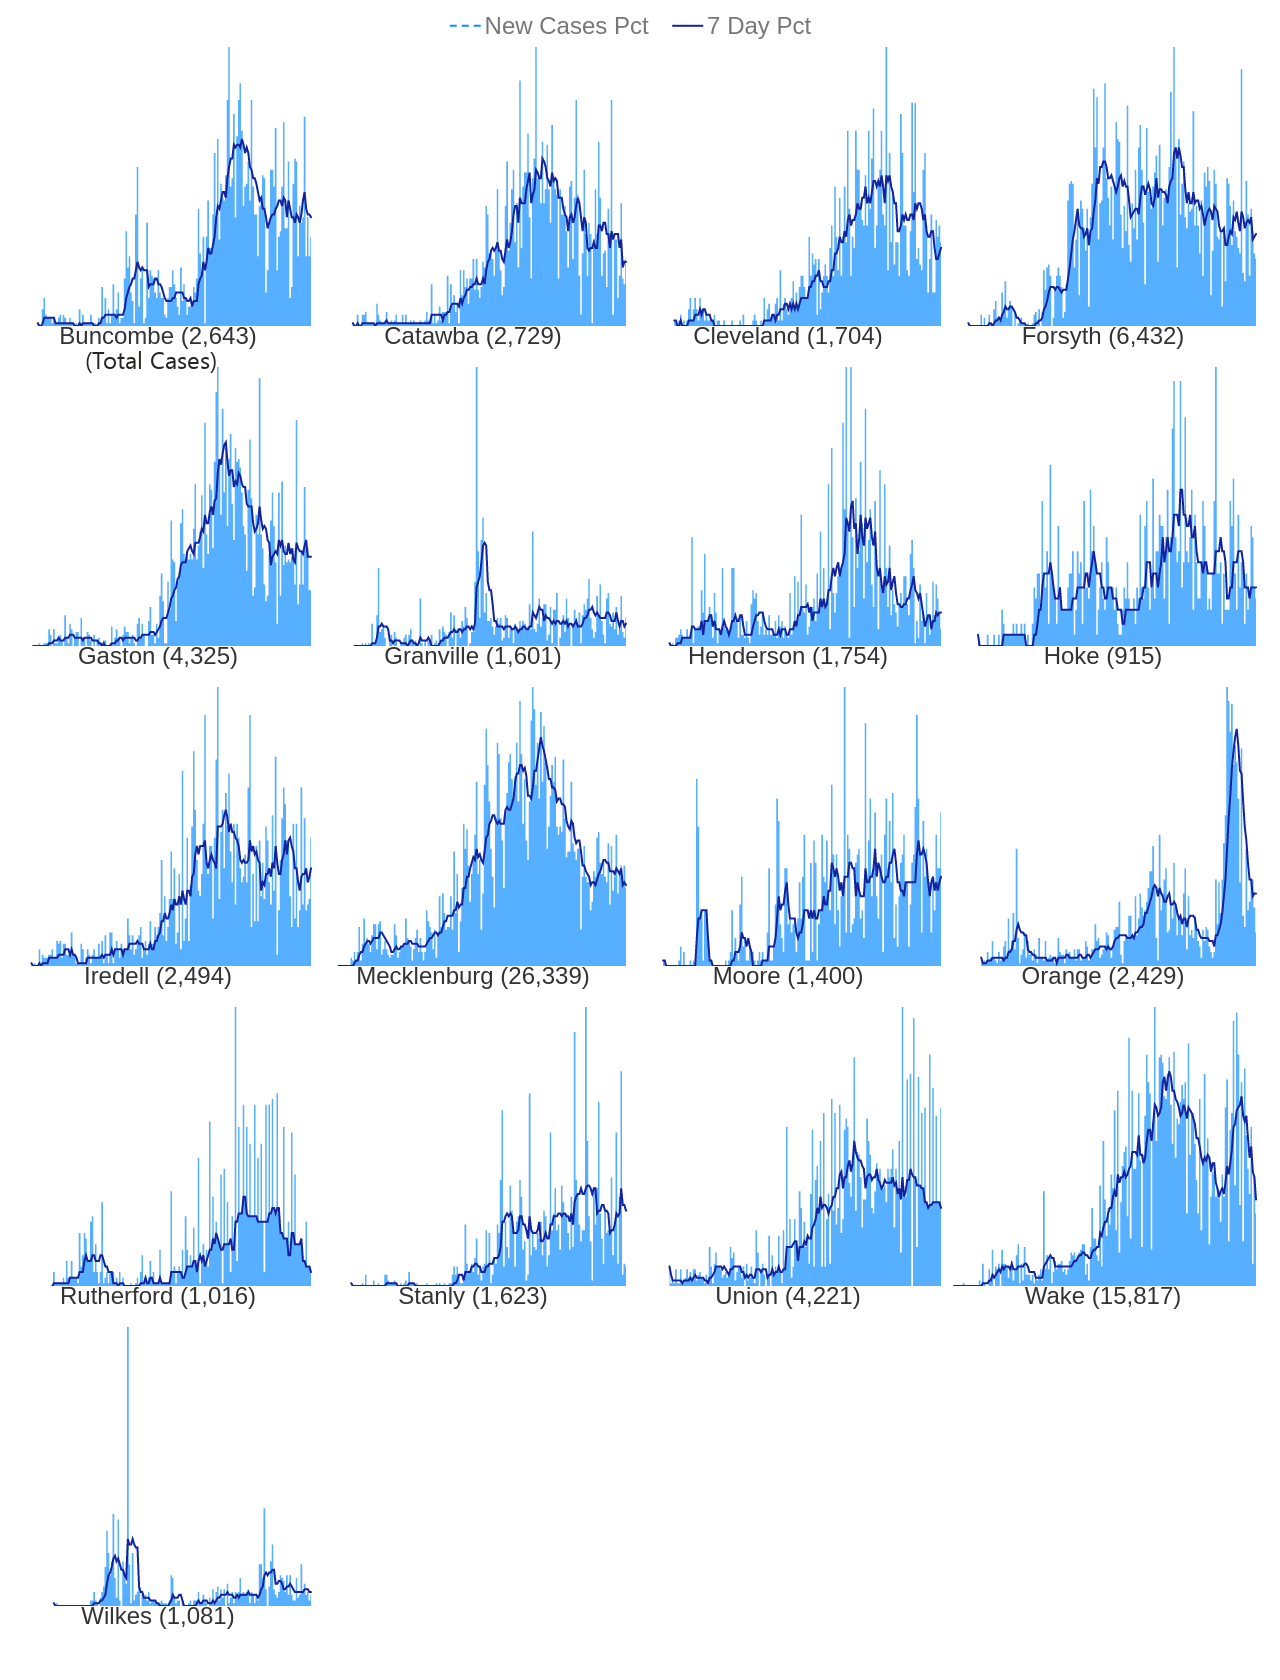 New Cases Pct 7 Day Pct
Buncombe (2,643) Catawba (2,729) Cleveland (1,704) Forsyth (6,432)
(Total Cases)
Gaston (4,325) Granville (1,601) Henderson (1,754) Hoke (915)
Iredell (2,494) Mecklenburg (26,339) Moore (1,400) Orange (2,429)
Rutherford (1,016) Stanly (1,623) Union (4,221) Wake (15,817)
Wilkes (1,081)